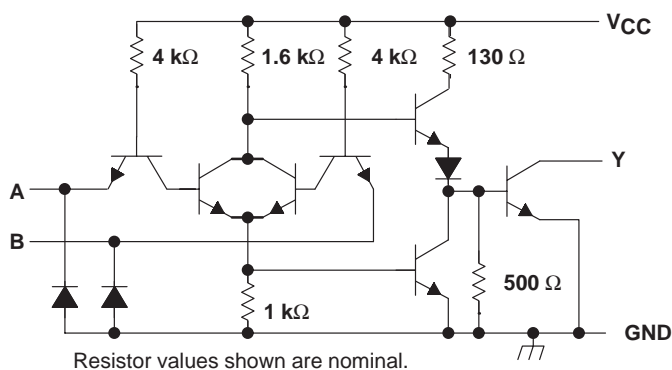 VCC
4 kΩ 1.6 kΩ 4 kΩ 130 Ω
A
Y
B
500 Ω
1 kΩ
GND
Resistor values shown are nominal.